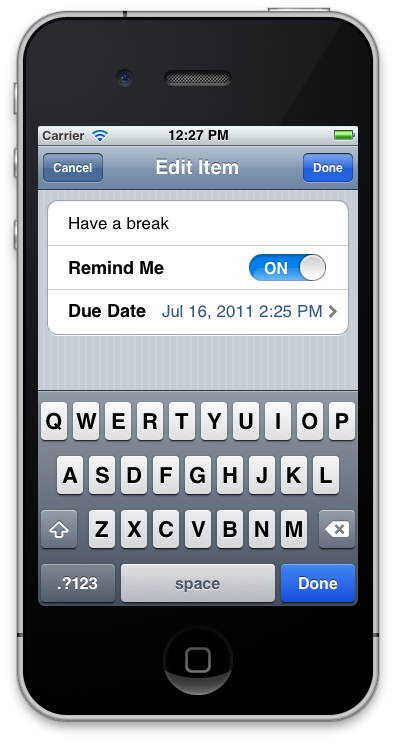 Carrier 12:27 PM
Cancel Edit Item Done
Have a break
Remind Me ON
Due Date Jul 16, 2011 2:25 PM
Q W E R T Y U I O P
A S D F G H J K L
Z X C V B N M
.?123 space Done